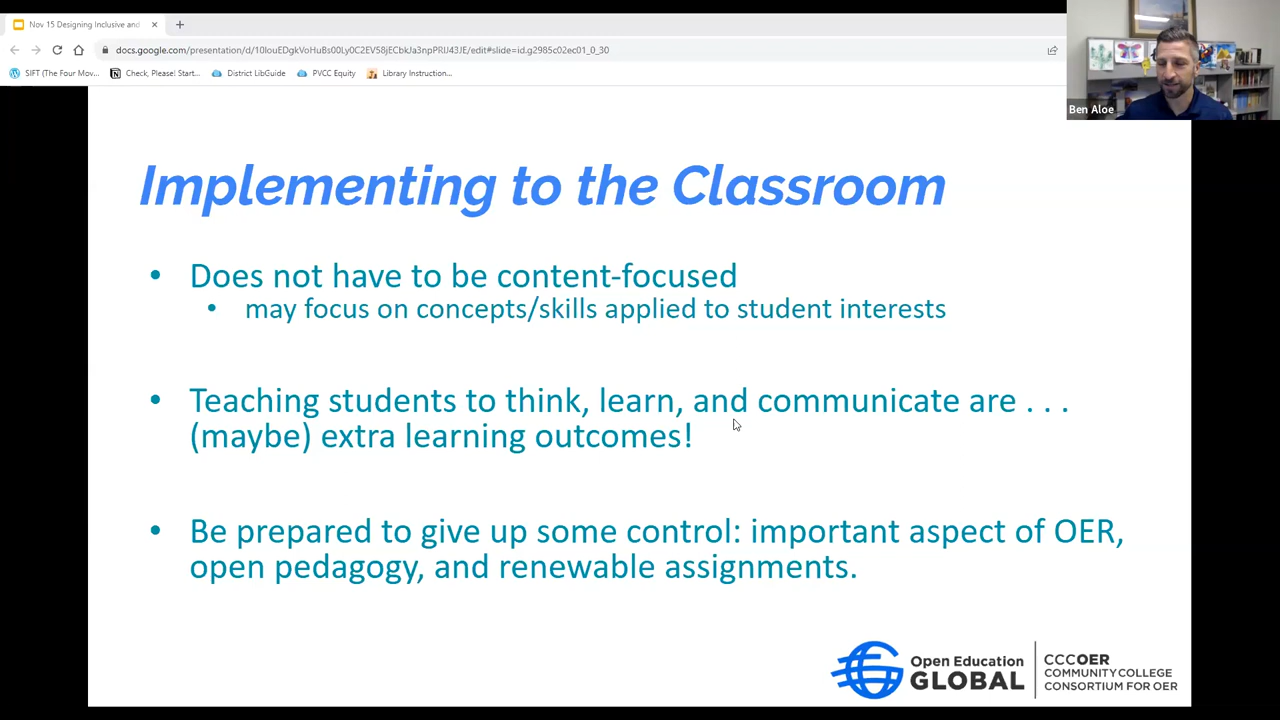 Nov 15 Designing Inclusive and
docs.google.com/presentation/d/10louEDgkVoHuBs00Ly0C2EVS8jECbkJa3npPRlJ43JE/edit#slide=id.g2985c02ec01_0_30
SIFT (The Four Mov...
Check, Please! Start...
District LibGuide
PVCC Equity
Library Instruction...
Ben Aloe
Implementing to the Classroom
• Does not have to be content-focused
• may focus on concepts/skills applied to student interests
• Teaching students to think, learn, and communicate are . . .
(maybe) extra learning outcomes!
• Be prepared to give up some control: important aspect of OER,
open pedagogy, and renewable assignments.
Open Education
GLOBAL
CCCOER
COMMUNITY COLLEGE
CONSORTIUM FOR OER